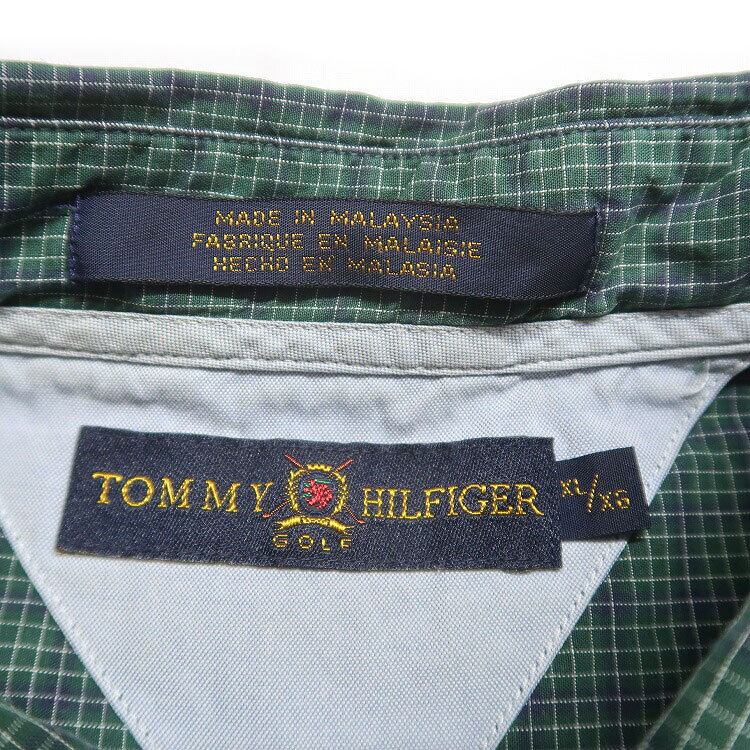 MADE IN MALAYSIA
FABRIQUE EN MALAISIE
HECHO EN MALASIA
TOMMY HILFIGER
GOLF
XL/XG